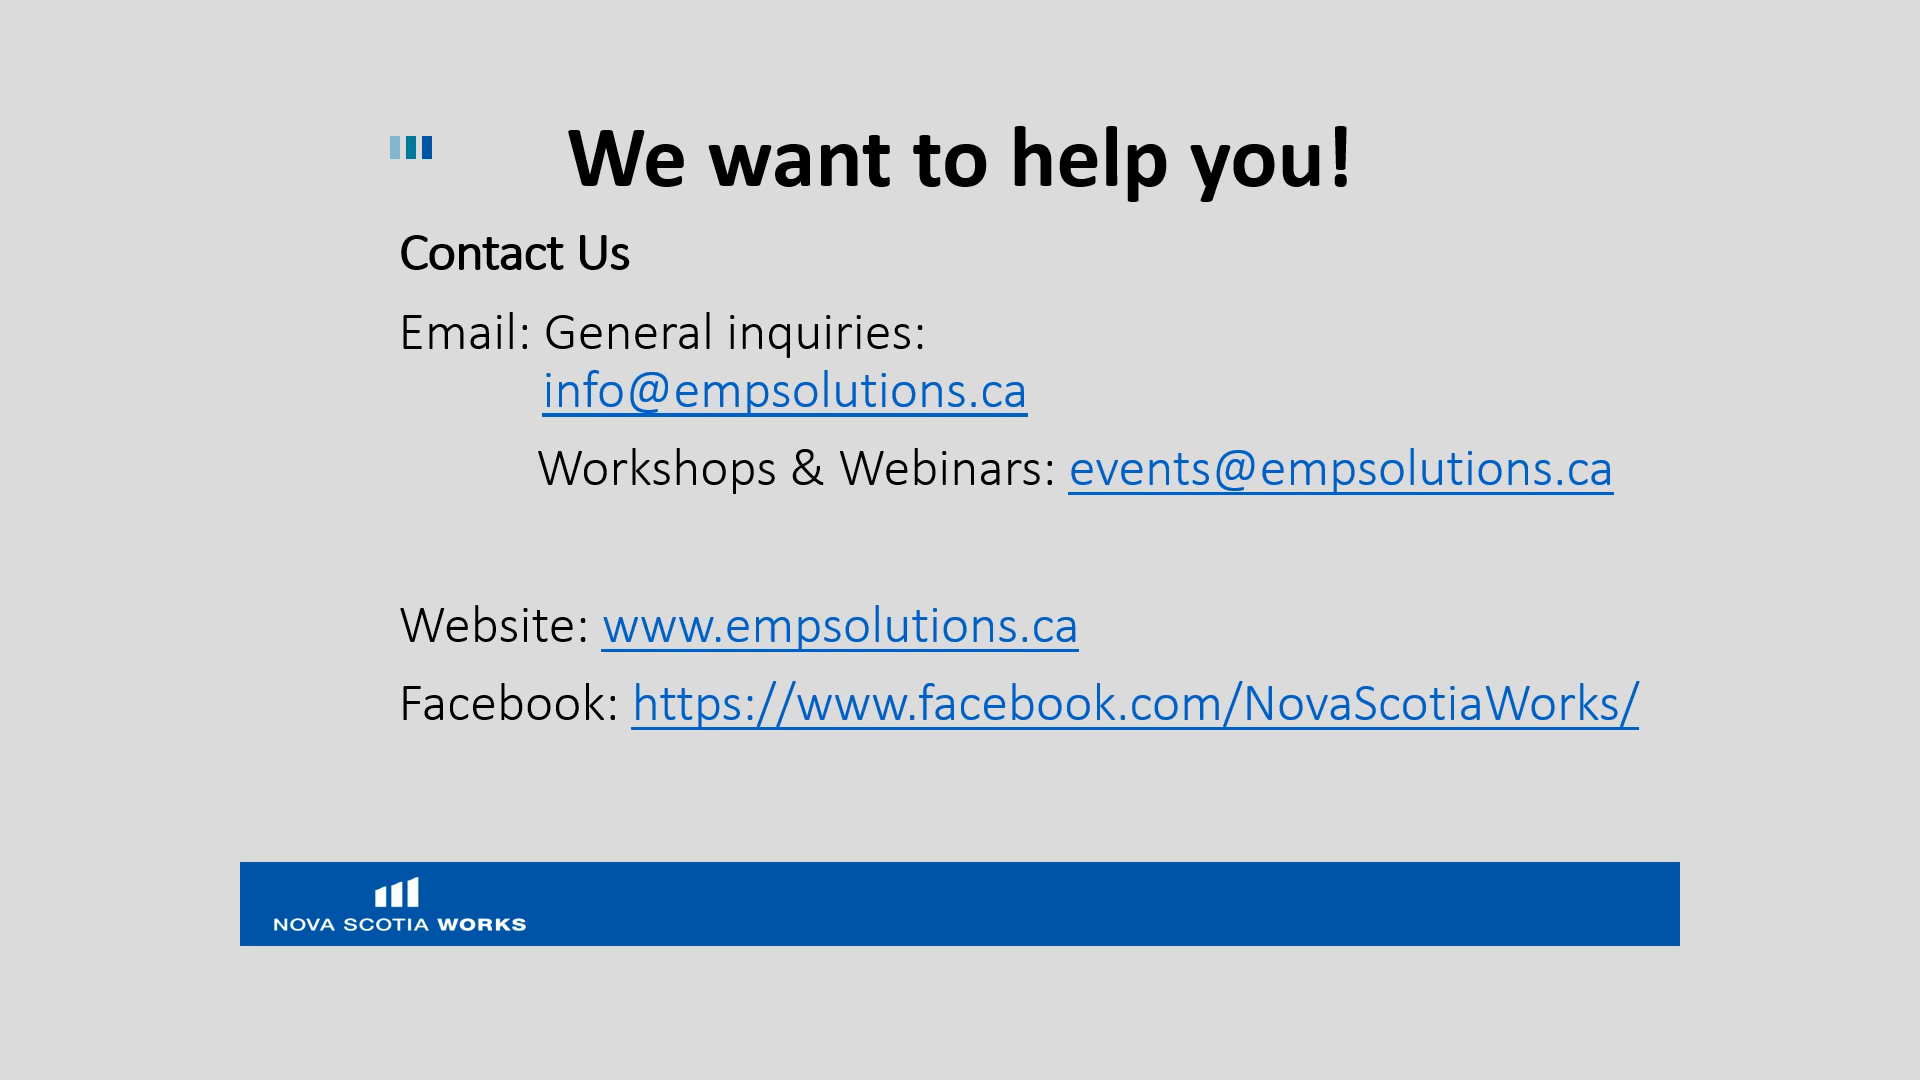 We want to help you!
Contact Us
Email: General inquiries:
info@empsolutions.ca
Workshops & Webinars: events@empsolutions.ca
Website: www.empsolutions.ca
Facebook: https://www.facebook.com/NovaScotiaWorks/
NOVA SCOTIA WORKS